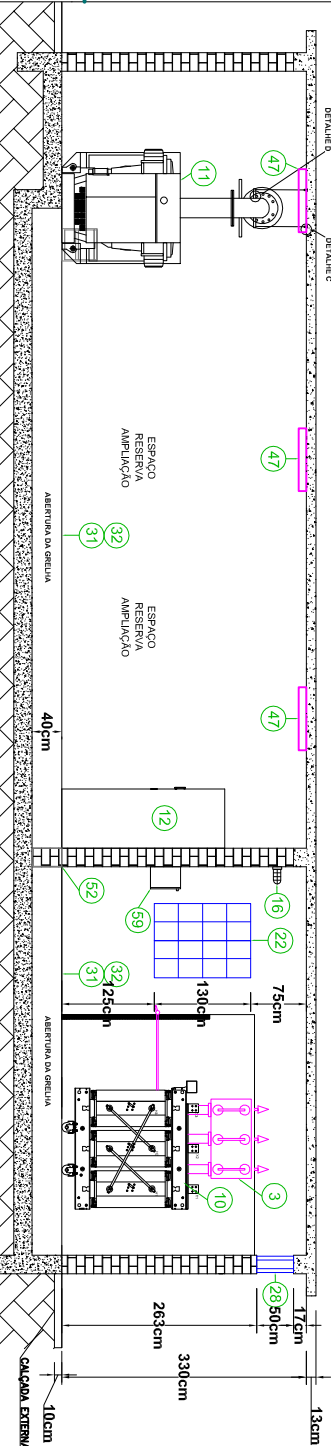 DETALHE D
DETALHE C
47
47
47
11
ESPAÇO
RESERVA
AMPLIAÇÃO
ESPAÇO
RESERVA
AMPLIAÇÃO
ABERTURA DA GRELHA
31
32
40cm
12
52
59
16
22
31
32
125cm
130cm
75cm
ABERTURA DA GRELHA
10
3
28
263cm
50cm
17cm
330cm
13cm
10cm
CALÇADA EXTERNA